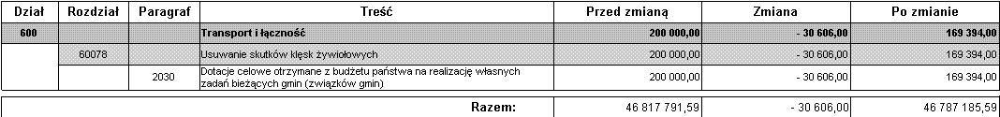 Dział Rozdział Paragraf Treść Przed zmianą Zmiana Po zmianie
600 Transport i łączność 200 000,00 - 30 606,00 169 394,00
60078 Usuwanie skutków klęsk żywiołowych 200 000,00 - 30 606,00 169 394,00
2030 Dotacje celowe otrzymane z budżetu państwa na realizację własnych zadań bieżących gmin (związków gmin) 200 000,00 - 30 606,00 169 394,00
Razem: 46 817 791,59 - 30 606,00 46 787 185,59